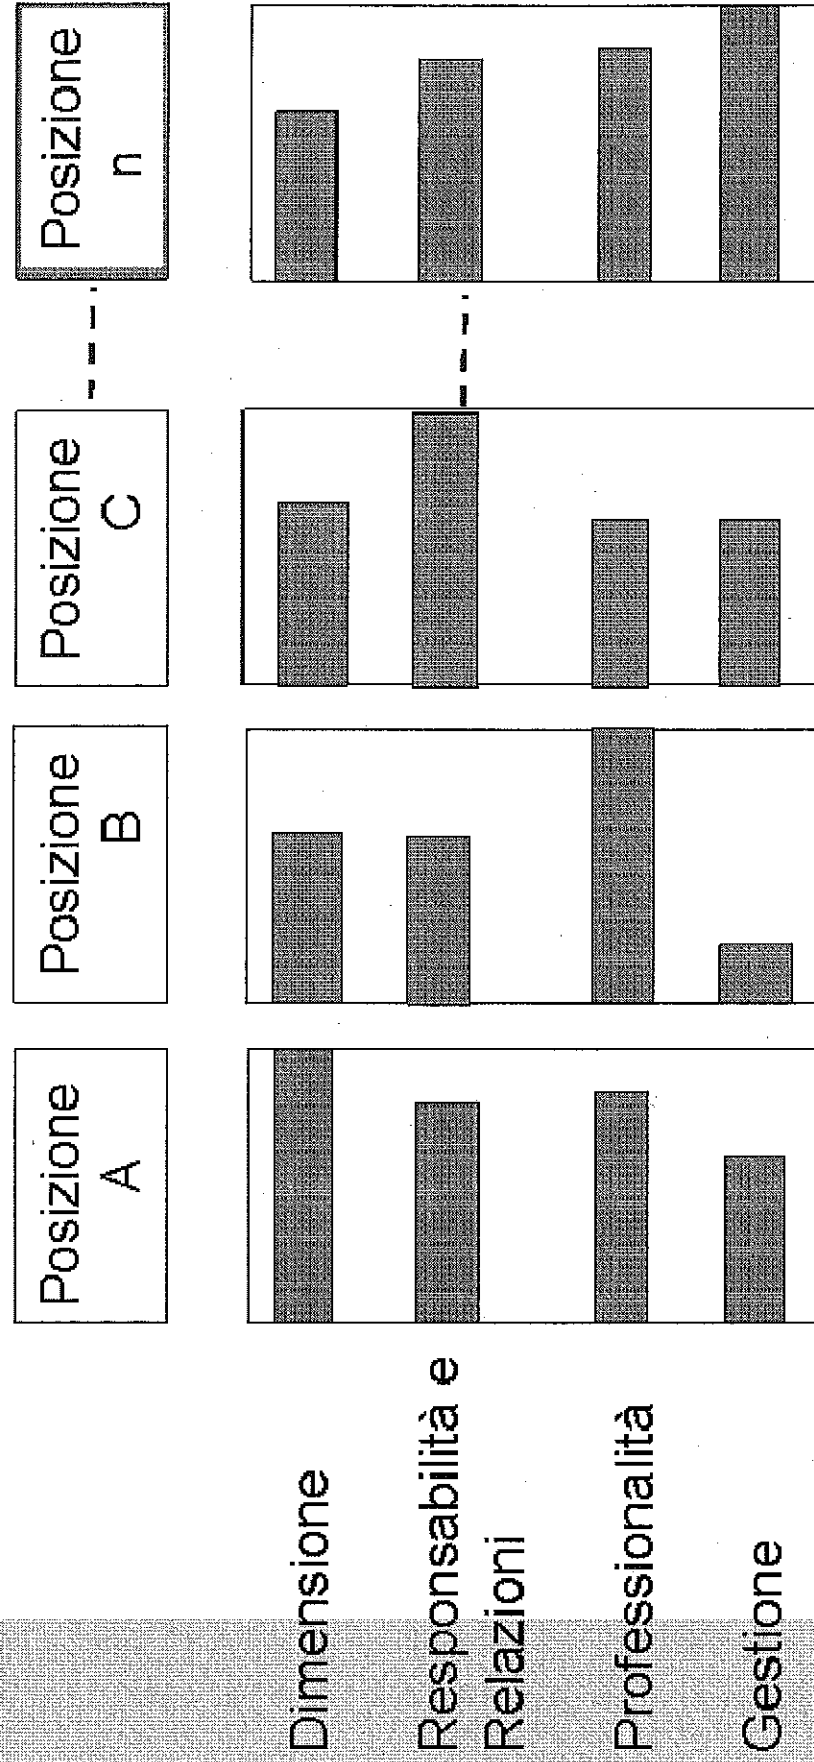 Posizione
A
Posizione
B
Posizione
C
Posizione
n
Dimensione
Responsabilità e
Relazioni
Professionalità
Gestione